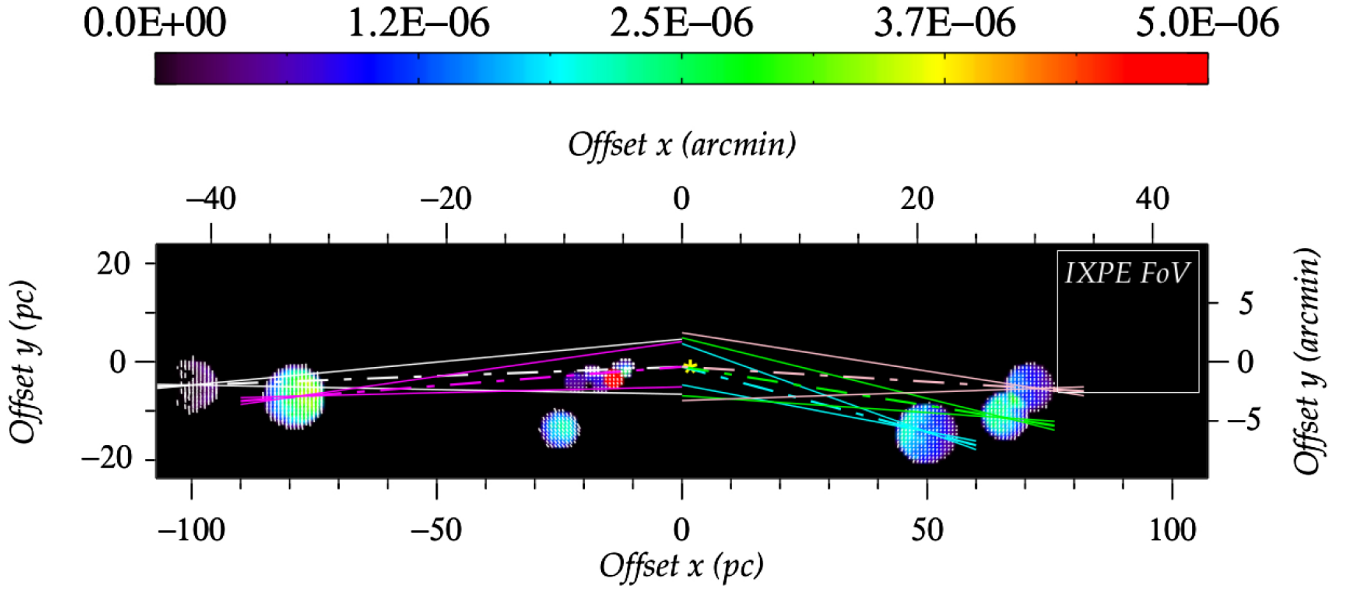 0.0E+00 1.2E−06 2.5E−06 3.7E−06 5.0E−06
Offset x (arcmin)
−40 −20 0 20 40
IXPE FoV
20
0
−20
Offset y (pc)
5
0
−5
Offset y (arcmin)
−100 −50 0 50 100
Offset x (pc)